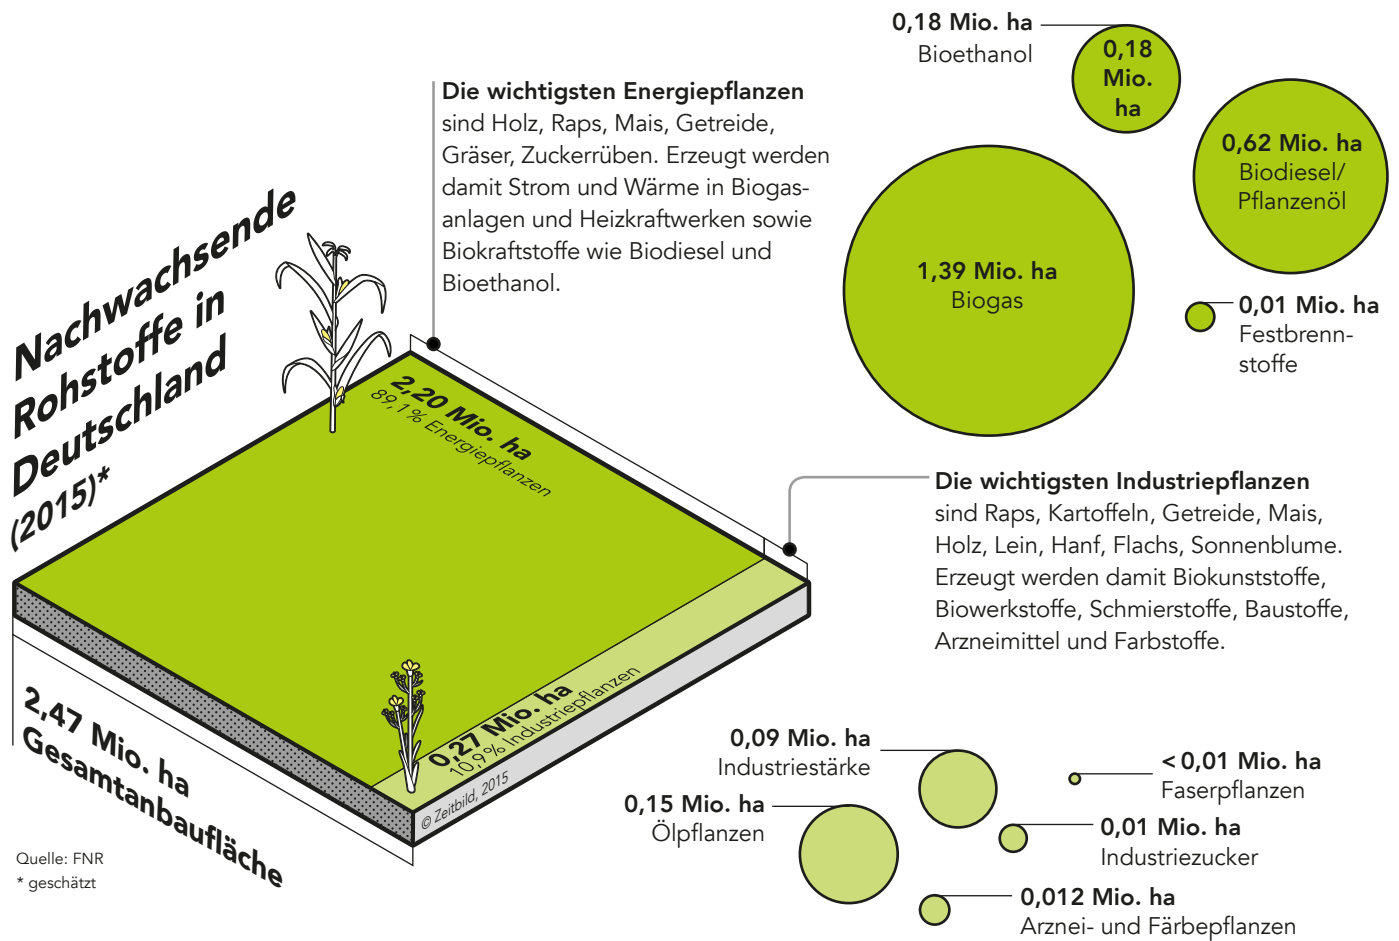 Nachwachsende
Rohstoffe in
Deutschland
(2015)*
Die wichtigsten Energiepflanzen
sind Holz, Raps, Mais, Getreide,
Gräser, Zuckerrüben. Erzeugt werden
damit Strom und Wärme in Biogas-
anlagen und Heizkraftwerken sowie
Biokraftstoffe wie Biodiesel und
Bioethanol.
0,18 Mio. ha
Bioethanol
0,18
Mio.
ha
0,62 Mio. ha
Biodiesel/
Pflanzenöl
1,39 Mio. ha
Biogas
0,01 Mio. ha
Festbrenn-
stoffe
2,20 Mio. ha
89,1% Energiepflanzen
Die wichtigsten Industriepflanzen
sind Raps, Kartoffeln, Getreide, Mais,
Holz, Lein, Hanf, Flachs, Sonnenblume.
Erzeugt werden damit Biokunststoffe,
Biowerkstoffe, Schmierstoffe, Baustoffe,
Arzneimittel und Farbstoffe.
0,27 Mio. ha
10,9% Industriepflanzen
© Zeitbild, 2015
2,47 Mio. ha
Gesamtanbaufläche
0,09 Mio. ha
Industriestärke
0,15 Mio. ha
Ölpflanzen
< 0,01 Mio. ha
Faserpflanzen
0,01 Mio. ha
Industriezucker
0,012 Mio. ha
Arznei- und Färbepflanzen
Quelle: FNR
* geschätzt